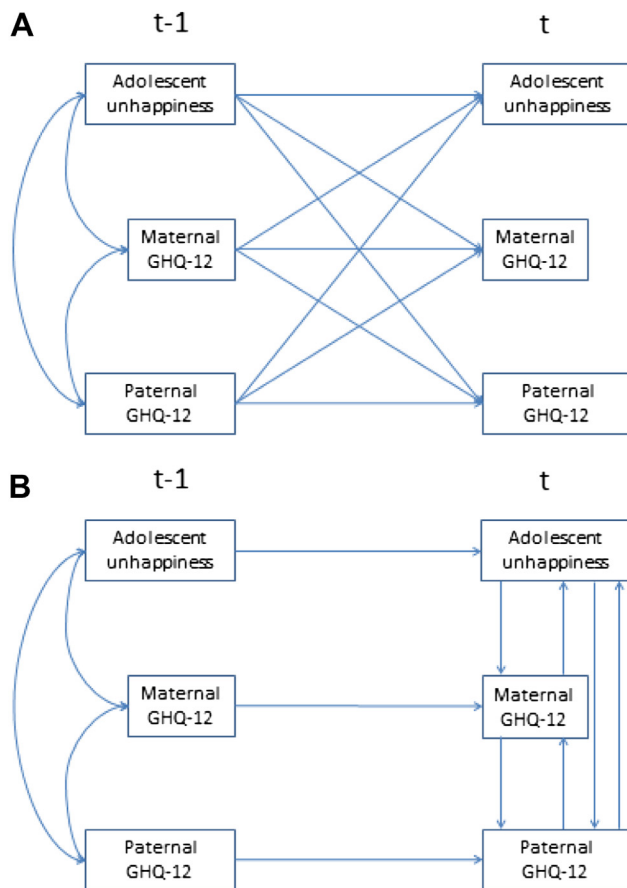 A
t-1
t
Adolescent
unhappiness
Adolescent
unhappiness
Maternal
GHQ-12
Maternal
GHQ-12
Paternal
GHQ-12
Paternal
GHQ-12
B
t-1
t
Adolescent
unhappiness
Adolescent
unhappiness
Maternal
GHQ-12
Maternal
GHQ-12
Paternal
GHQ-12
Paternal
GHQ-12